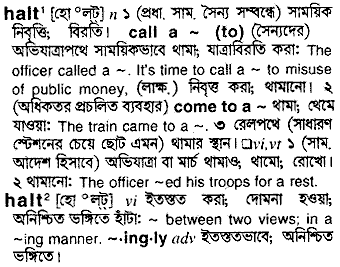 halt¹ [হোল্‌ট্] n ১ (প্রধা. সাম. সৈন্য সম্বন্ধে) সাময়িক
নিবৃত্তি; বিরতি। call a ~ (to) (সৈন্যদের)
অভিযাত্রাপথে সাময়িকভাবে থামা; যাত্রাবিরতি করা: The
officer called a ~. It's time to call a ~ to misuse
of public money, (লাক্ষ.) নিবৃত্ত করা; থামানো। ২
(অধিকতর প্রচলিত ব্যবহার) come to a ~ থামা; থেমে
যাওয়া: The train came to a ~. ৩ রেলপথে (সাধারণ
স্টেশনের চেয়ে ছোট এমন) থামার স্থান। □vi,vt ১ (সাম.
আদেশ হিসাবে) অভিযাত্রা বা মার্চ থামাও; থামো, রোখো।
২ থামানো: The officer ~ed his troops for a rest.
halt² [হোল্‌ট্] vi ইতস্তত করা; দোমনা হওয়া;
অনিশ্চিত ভঙ্গিতে হাঁটা: ~ between two views; in a
~ing manner. ~·ing·ly adv ইতস্ততভাবে; অনিশ্চিত
ভঙ্গিতে।